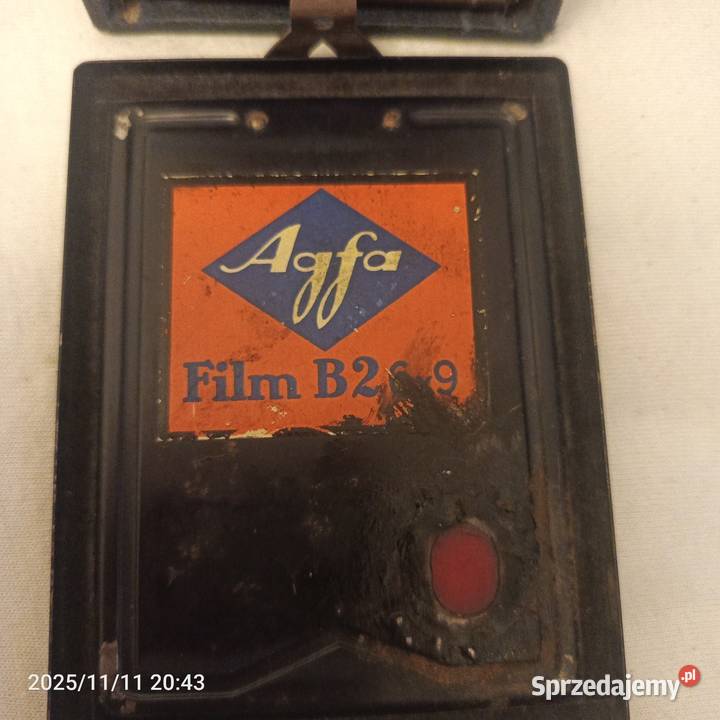 Agfa
Film B2 6x9
2025/11/11 20:43
Sprzedajemy.pl